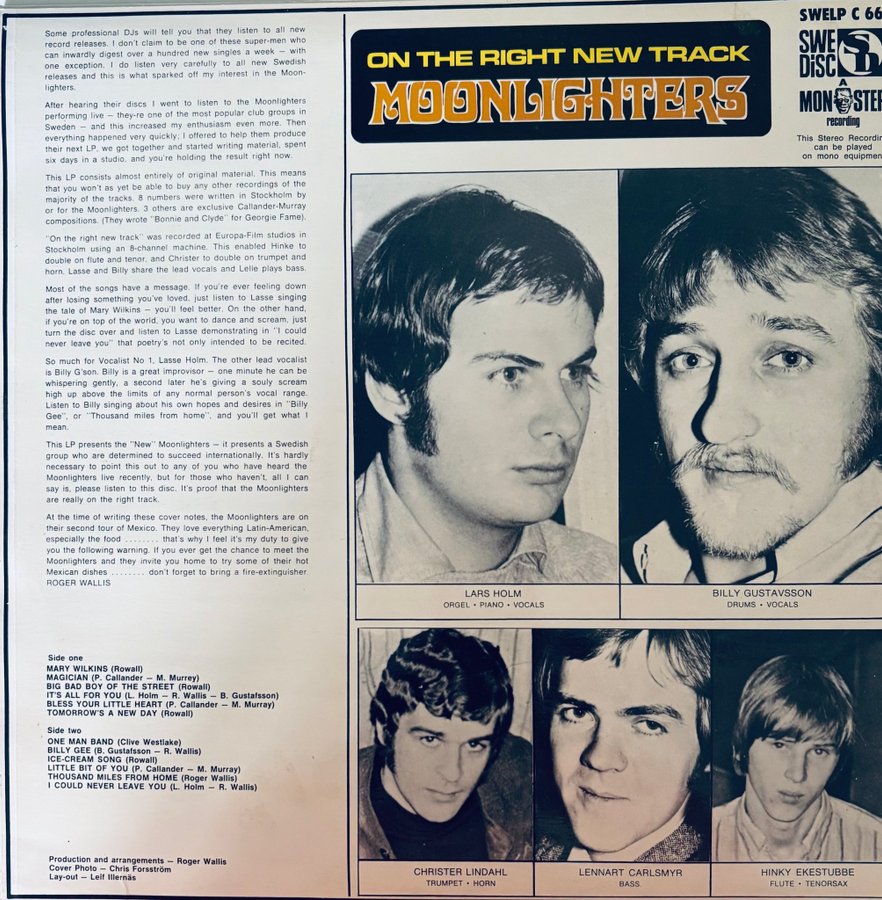 Some professional DJs will tell you that they listen to all new
record releases. I don't claim to be one of these super-men who
can inwardly digest over a hundred new singles a week — with
one exception. I do listen very carefully to all new Swedish
releases and this is what sparked off my interest in the Moon-
lighters.
After hearing their discs I went to listen to the Moonlighters
performing live — they-re one of the most popular club groups in
Sweden — and this increased my enthusiasm even more. Then
everything happened very quickly; I offered to help them produce
their next LP, we got together and started writing material, spent
six days in a studio, and you're holding the result right now.
This LP consists almost entirely of original material. This means
that you won't as yet be able to buy any other recordings of the
majority of the tracks. 8 numbers were written in Stockholm by
or for the Moonlighters, 3 others are exclusive Callander-Murray
compositions. (They wrote "Bonnie and Clyde" for Georgie Fame).
"On the right new track" was recorded at Europa-Film studios in
Stockholm using an 8-channel machine. This enabled Hinke to
double on flute and tenor, and Christer to double on trumpet and
horn. Lasse and Billy share the lead vocals and Lelle plays bass.
Most of the songs have a message. If you're ever feeling down
after losing something you've loved, just listen to Lasse singing
the tale of Mary Wilkins — you'll feel better. On the other hand,
if you're on top of the world, you want to dance and scream, just
turn the disc over and listen to Lasse demonstrating in "I could
never leave you" that poetry's not only intended to be recited.
So much for Vocalist No 1, Lasse Holm. The other lead vocalist
is Billy G'son. Billy is a great improvisor — one minute he can be
whispering gently, a second later he's giving a souly scream
high up above the limits of any normal person's vocal range.
Listen to Billy singing about his own hopes and desires in "Billy
Gee", or "Thousand miles from home", and you'll get what I
mean.
This LP presents the "New" Moonlighters — it presents a Swedish
group who are determined to succeed internationally. It's hardly
necessary to point this out to any of you who have heard the
Moonlighters live recently, but for those who haven't, all I can
say is, please listen to this disc. It's proof that the Moonlighters
are really on the right track.
At the time of writing these cover notes, the Moonlighters are on
their second tour of Mexico. They love everything Latin-American,
especially the food ........ that's why I feel it's my duty to give
you the following warning. If you ever get the chance to meet the
Moonlighters and they invite you home to try some of their hot
Mexican dishes ........ don't forget to bring a fire-extinguisher.
ROGER WALLIS
Side one
MARY WILKINS (Rowall)
MAGICIAN (P. Callander — M. Murrey)
BIG BAD BOY OF THE STREET (Rowall)
IT'S ALL FOR YOU (L. Holm — R. Wallis — B. Gustafsson)
BLESS YOUR LITTLE HEART (P. Callander — M. Murray)
TOMORROW'S A NEW DAY (Rowall)
Side two
ONE MAN BAND (Clive Westlake)
BILLY GEE (B. Gustafson — R. Wallis)
ICE-CREAM SONG (Rowall)
LITTLE BIT OF YOU (P. Callander — M. Murray)
THOUSAND MILES FROM HOME (Roger Wallis)
I COULD NEVER LEAVE YOU (L. Holm — R. Wallis)
Production and arrangements — Roger Wallis
Cover Photo — Chris Forsström
Lay-out — Leif Illernäs
ON THE RIGHT NEW TRACK
MOONLIGHTERS
SWELP C 66
SWE
DISC
SD
A
MONSTER
recording
This Stereo Recordin
can be played
on mono equipmen
LARS HOLM
ORGEL • PIANO • VOCALS
BILLY GUSTAVSSON
DRUMS • VOCALS
CHRISTER LINDAHL
TRUMPET • HORN
LENNART CARLSMYR
BASS.
HINKY EKESTUBBE
FLUTE • TENORSAX